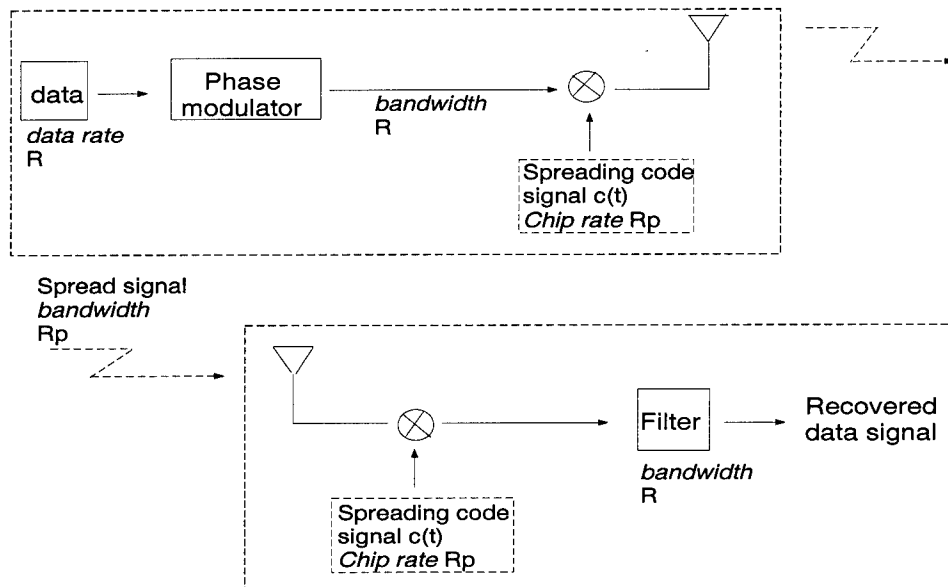 data
Phase
modulator
data rate
R
bandwidth
R
Spreading code
signal c(t)
Chip rate Rp
Spread signal
bandwidth
Rp
Filter
Recovered
data signal
bandwidth
R
Spreading code
signal c(t)
Chip rate Rp